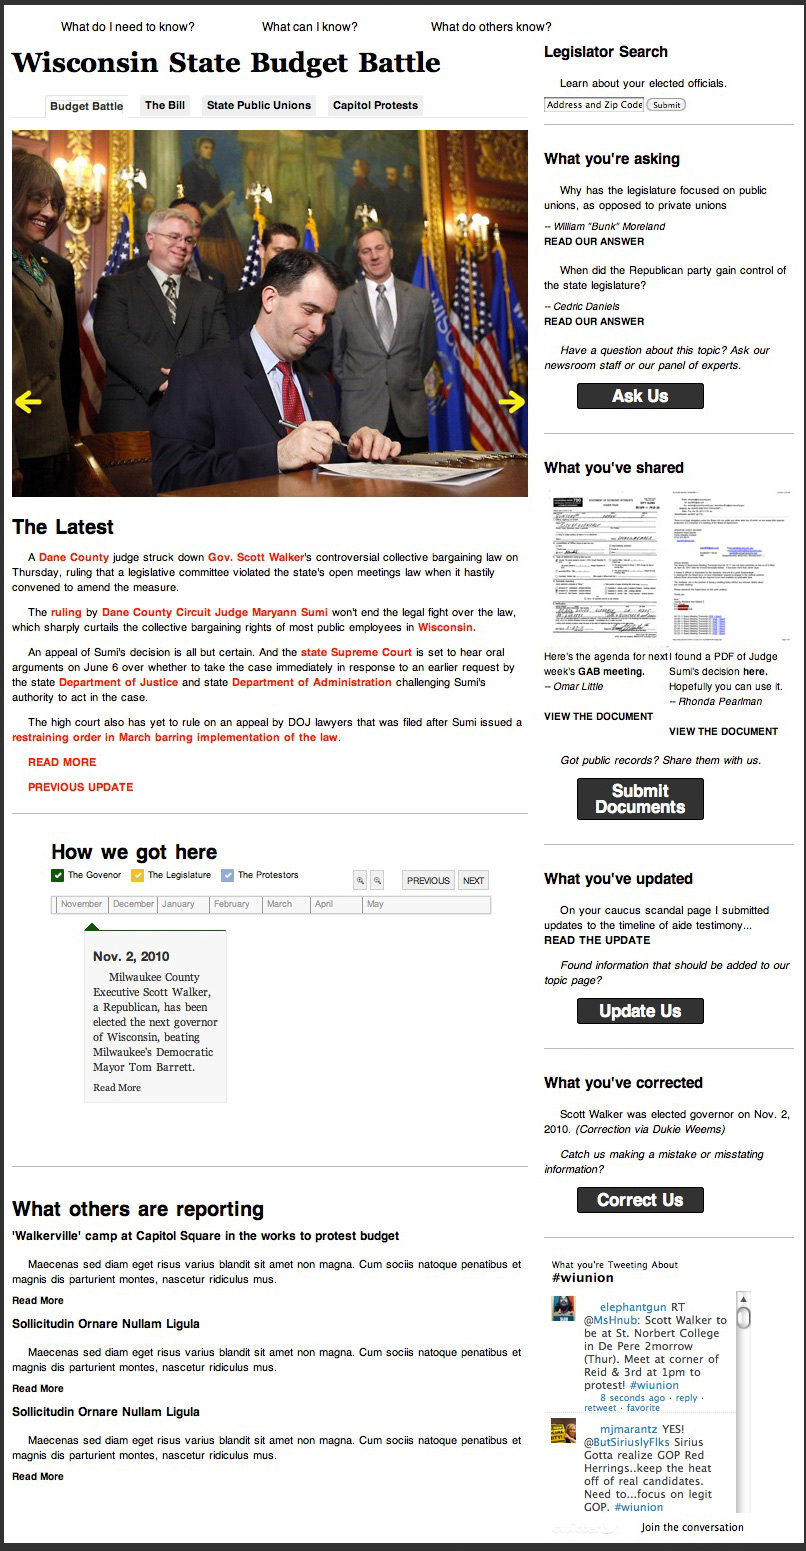 What do I need to know? What can I know? What do others know?
Wisconsin State Budget Battle
Budget Battle The Bill State Public Unions Capitol Protests
The Latest
A Dane County judge struck down Gov. Scott Walker's controversial collective bargaining law on
Thursday, ruling that a legislative committee violated the state's open meetings law when it hastily
convened to amend the measure.
The ruling by Dane County Circuit Judge Maryann Sumi won't end the legal fight over the law,
which sharply curtails the collective bargaining rights of most public employees in Wisconsin.
An appeal of Sumi's decision is all but certain. And the state Supreme Court is set to hear oral
arguments on June 6 over whether to take the case immediately in response to an earlier request by
the state Department of Justice and state Department of Administration challenging Sumi's
authority to act in the case.
The high court also has yet to rule on an appeal by DOJ lawyers that was filed after Sumi issued a
restraining order in March barring implementation of the law.
READ MORE
PREVIOUS UPDATE
How we got here
The Govenor The Legislature The Protestors
PREVIOUS NEXT
November December January February March April May
Nov. 2, 2010
Milwaukee County
Executive Scott Walker,
a Republican, has been
elected the next governor
of Wisconsin, beating
Milwaukee's Democratic
Mayor Tom Barrett.
Read More
What others are reporting
'Walkerville' camp at Capitol Square in the works to protest budget
Maecenas sed diam eget risus varius blandit sit amet non magna. Cum sociis natoque penatibus et
magnis dis parturient montes, nascetur ridiculus mus.
Read More
Sollicitudin Ornare Nullam Ligula
Maecenas sed diam eget risus varius blandit sit amet non magna. Cum sociis natoque penatibus et
magnis dis parturient montes, nascetur ridiculus mus.
Read More
Sollicitudin Ornare Nullam Ligula
Maecenas sed diam eget risus varius blandit sit amet non magna. Cum sociis natoque penatibus et
magnis dis parturient montes, nascetur ridiculus mus.
Read More
Legislator Search
Learn about your elected officials.
Address and Zip Code Submit
What you're asking
Why has the legislature focused on public
unions, as opposed to private unions
-- William "Bunk" Moreland
READ OUR ANSWER
When did the Republican party gain control of
the state legislature?
-- Cedric Daniels
READ OUR ANSWER
Have a question about this topic? Ask our
newsroom staff or our panel of experts.
Ask Us
What you've shared
Here's the agenda for next
week's GAB meeting.
-- Omar Little
VIEW THE DOCUMENT
I found a PDF of Judge
Sumi's decision here.
Hopefully you can use it.
-- Rhonda Pearlman
VIEW THE DOCUMENT
Got public records? Share them with us.
Submit
Documents
What you've updated
On your caucus scandal page I submitted
updates to the timeline of aide testimony...
READ THE UPDATE
Found information that should be added to our
topic page?
Update Us
What you've corrected
Scott Walker was elected governor on Nov. 2,
2010. (Correction via Dukie Weems)
Catch us making a mistake or misstating
information?
Correct Us
What you're Tweeting About
#wiunion
elephantgun RT
@MsHnub: Scott Walker to
be at St. Norbert College
in De Pere 2morrow
(Thur). Meet at corner of
Reid & 3rd at 1pm to
protest! #wiunion
8 seconds ago · reply ·
retweet · favorite
mjmarantz YES!
@ButSiriuslyFlks Sirius
Gotta realize GOP Red
Herrings..keep the heat
off of real candidates.
Need to...focus on legit
GOP. #wiunion
Join the conversation